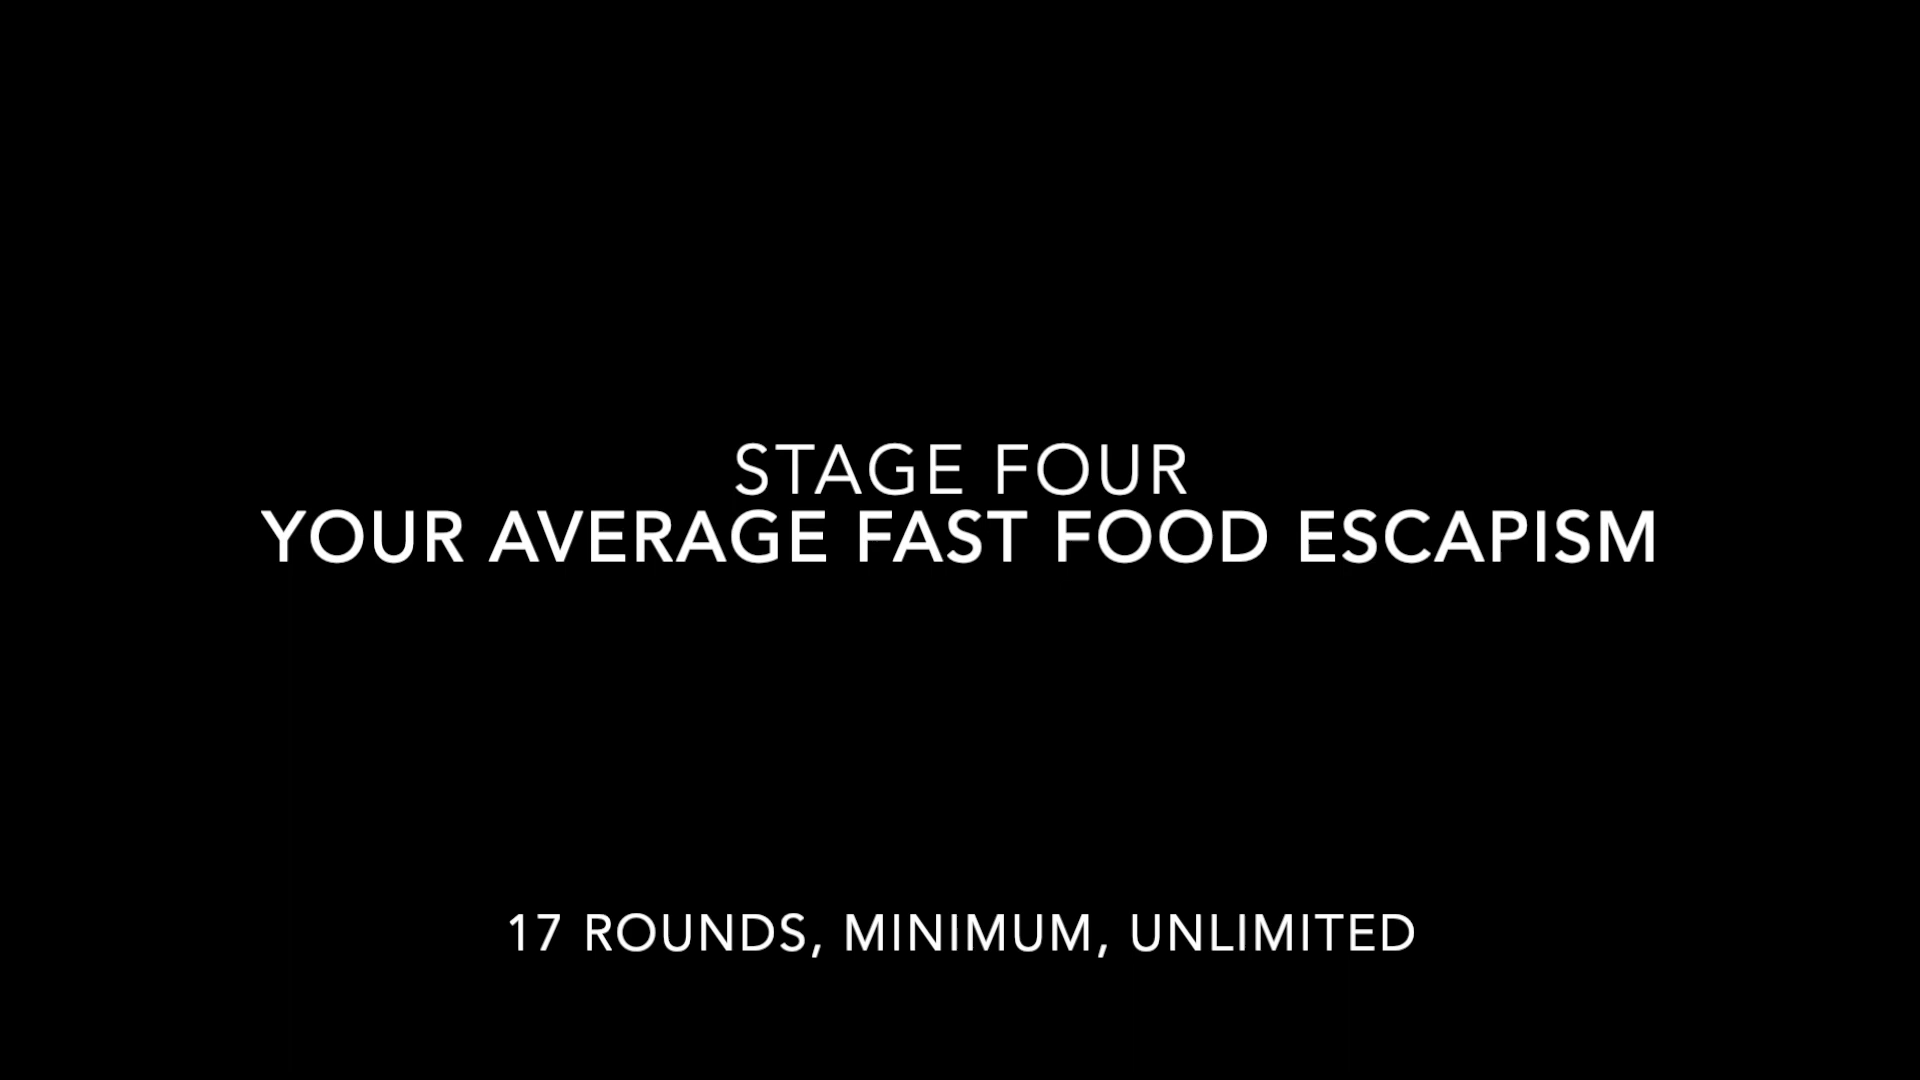 STAGE FOUR
YOUR AVERAGE FAST FOOD ESCAPISM
17 ROUNDS, MINIMUM, UNLIMITED